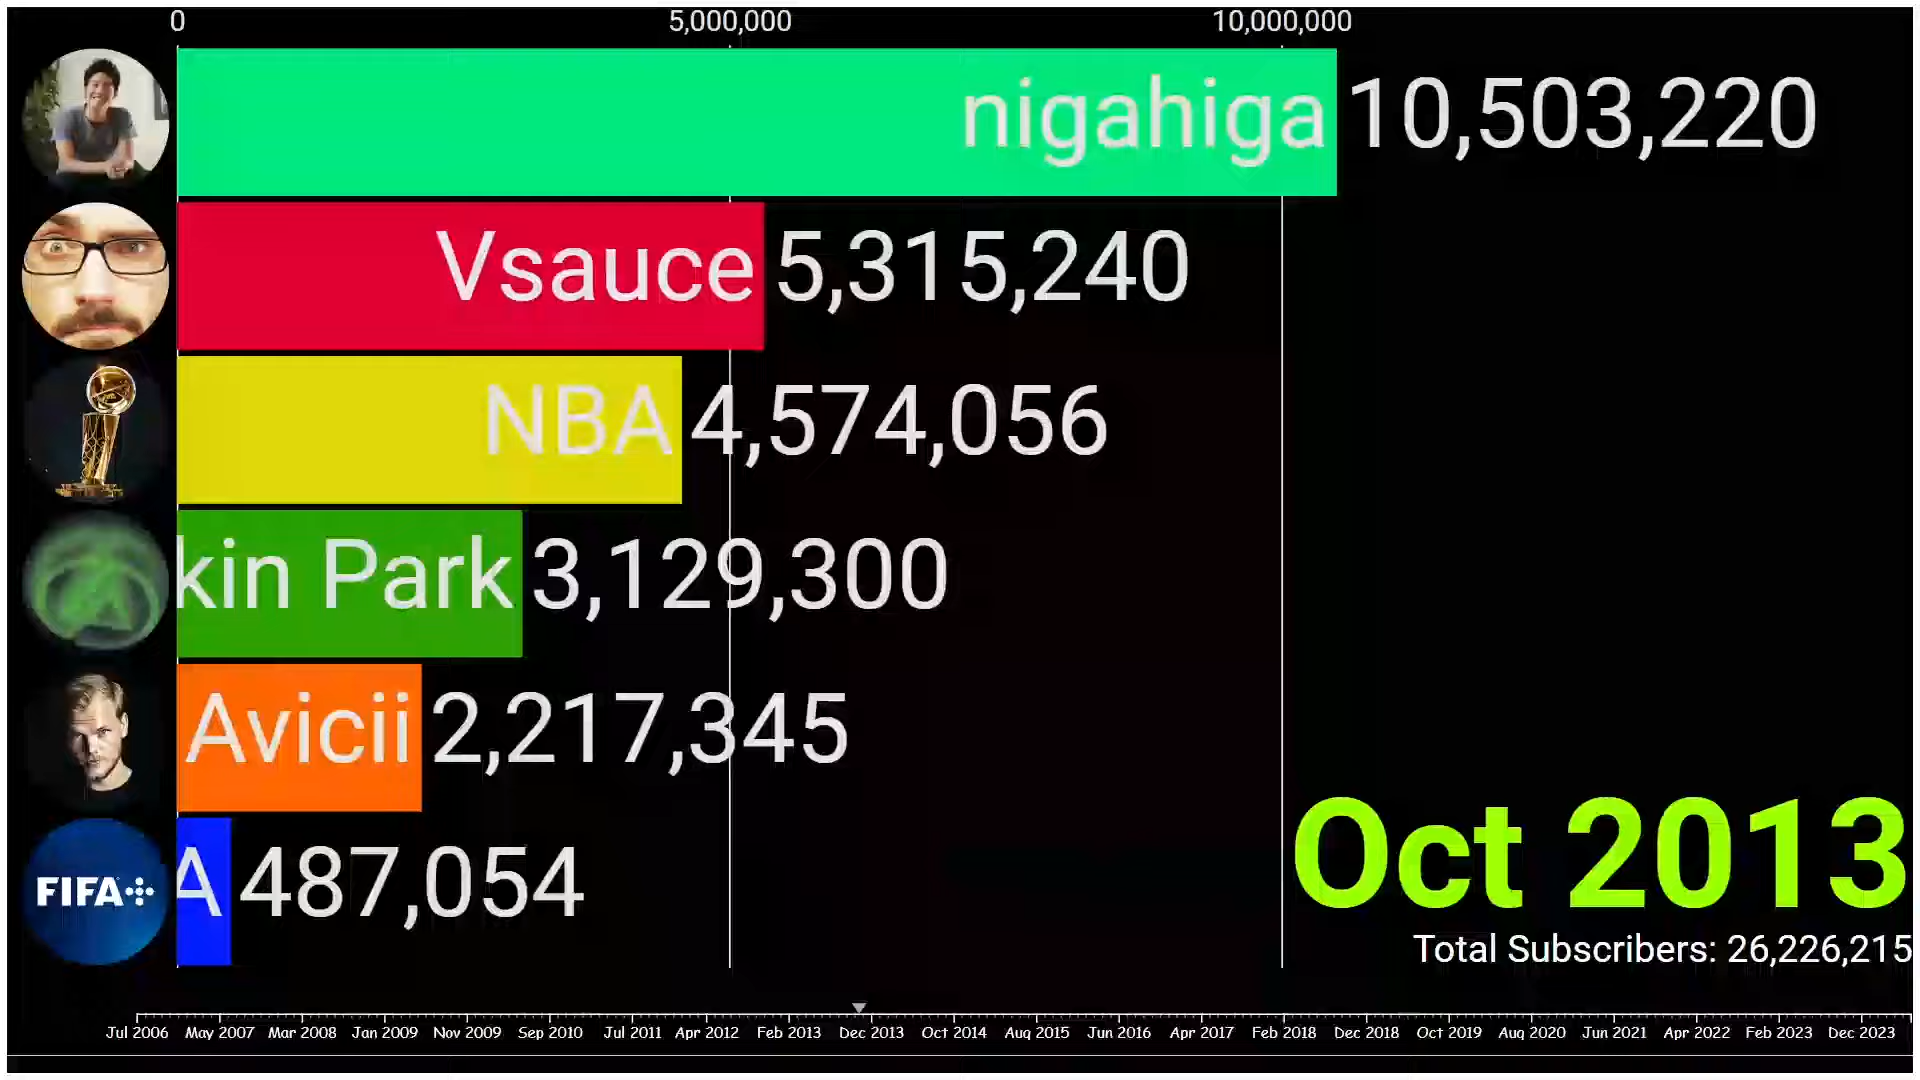 0 5,000,000 10,000,000
nigahiga 10,503,220
Vsauce 5,315,240
NBA 4,574,056
kin Park 3,129,300
Avicii 2,217,345
FIFA+ A 487,054
Oct 2013
Total Subscribers: 26,226,215
Jul 2006 May 2007 Mar 2008 Jan 2009 Nov 2009 Sep 2010 Jul 2011 Apr 2012 Feb 2013 Dec 2013 Oct 2014 Aug 2015 Jun 2016 Apr 2017 Feb 2018 Dec 2018 Oct 2019 Aug 2020 Jun 2021 Apr 2022 Feb 2023 Dec 2023